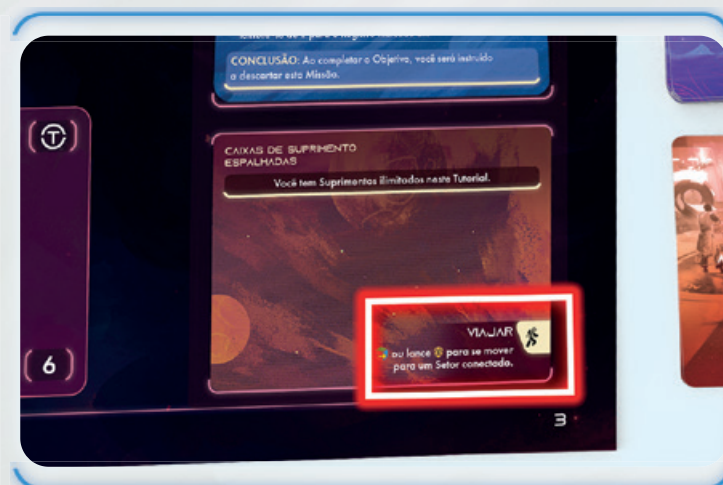 CONCLUSÃO: Ao completar o Objetivo, você será instruído
a descartar esta Missão.
T
CAIXAS DE SUPRIMENTO
ESPALHADAS
Você tem Suprimentos ilimitados neste Tutorial.
VIAJAR
ou lance para se mover
para um Setor conectado.
6
3